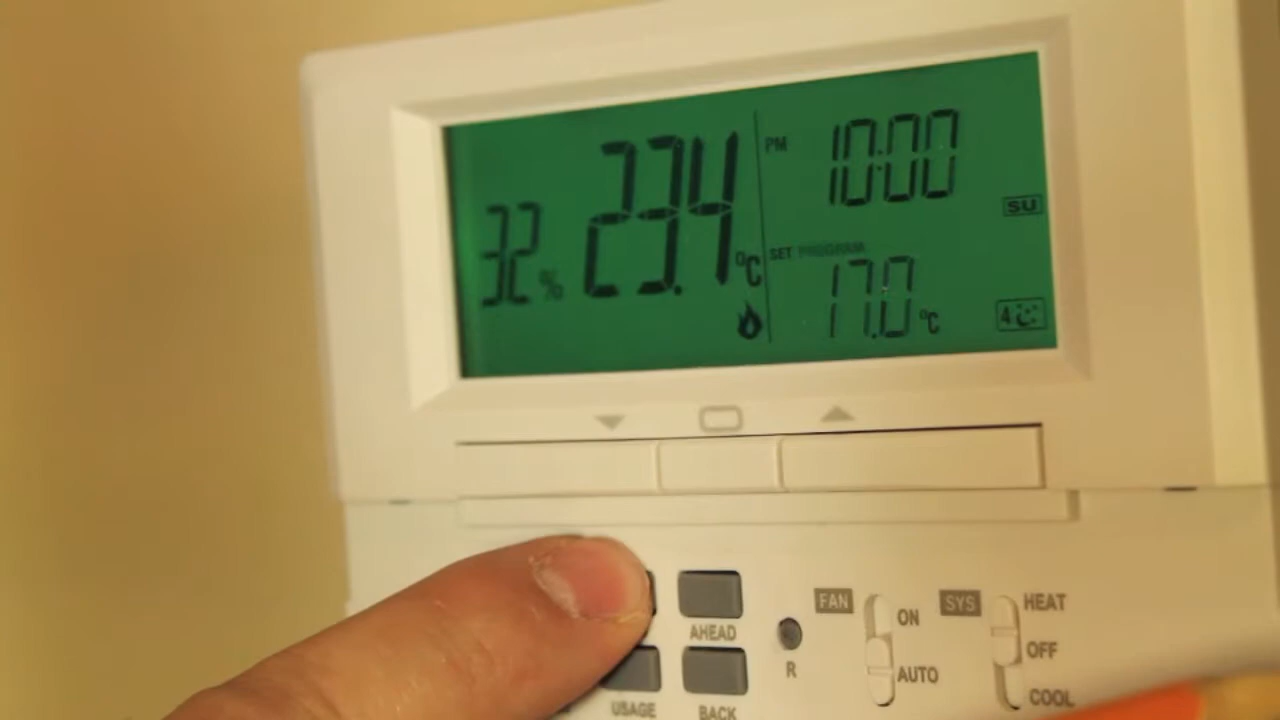 32 % 23.4 °C
PM 10:00
SU
SET PROGRAM
17.0 °C
4
AHEAD
R
FAN
ON
AUTO
SYS
HEAT
OFF
COOL
USAGE
BACK